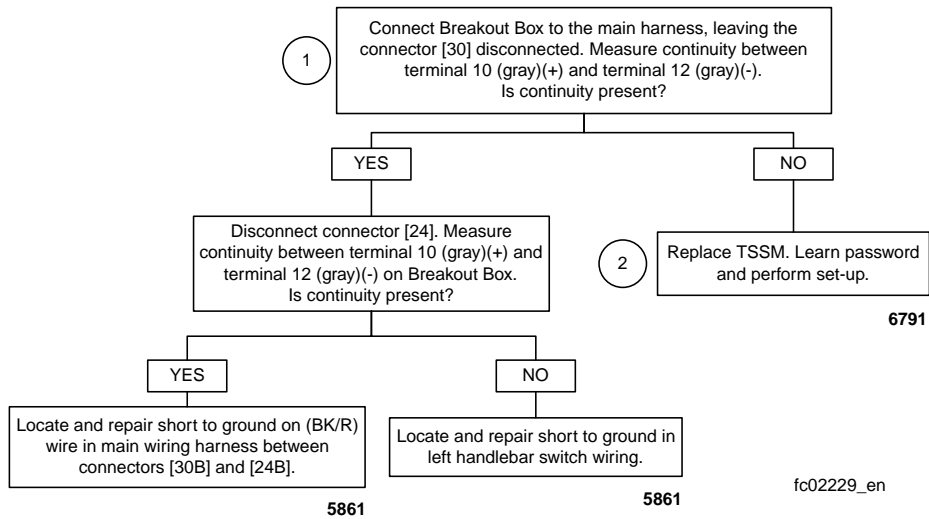 1
Connect Breakout Box to the main harness, leaving the
connector [30] disconnected. Measure continuity between
terminal 10 (gray)(+) and terminal 12 (gray)(-).
Is continuity present?
YES
NO
Disconnect connector [24]. Measure
continuity between terminal 10 (gray)(+) and
terminal 12 (gray)(-) on Breakout Box.
Is continuity present?
2
Replace TSSM. Learn password
and perform set-up.
6791
YES
NO
Locate and repair short to ground on (BK/R)
wire in main wiring harness between
connectors [30B] and [24B].
5861
Locate and repair short to ground in
left handlebar switch wiring.
5861
fc02229_en